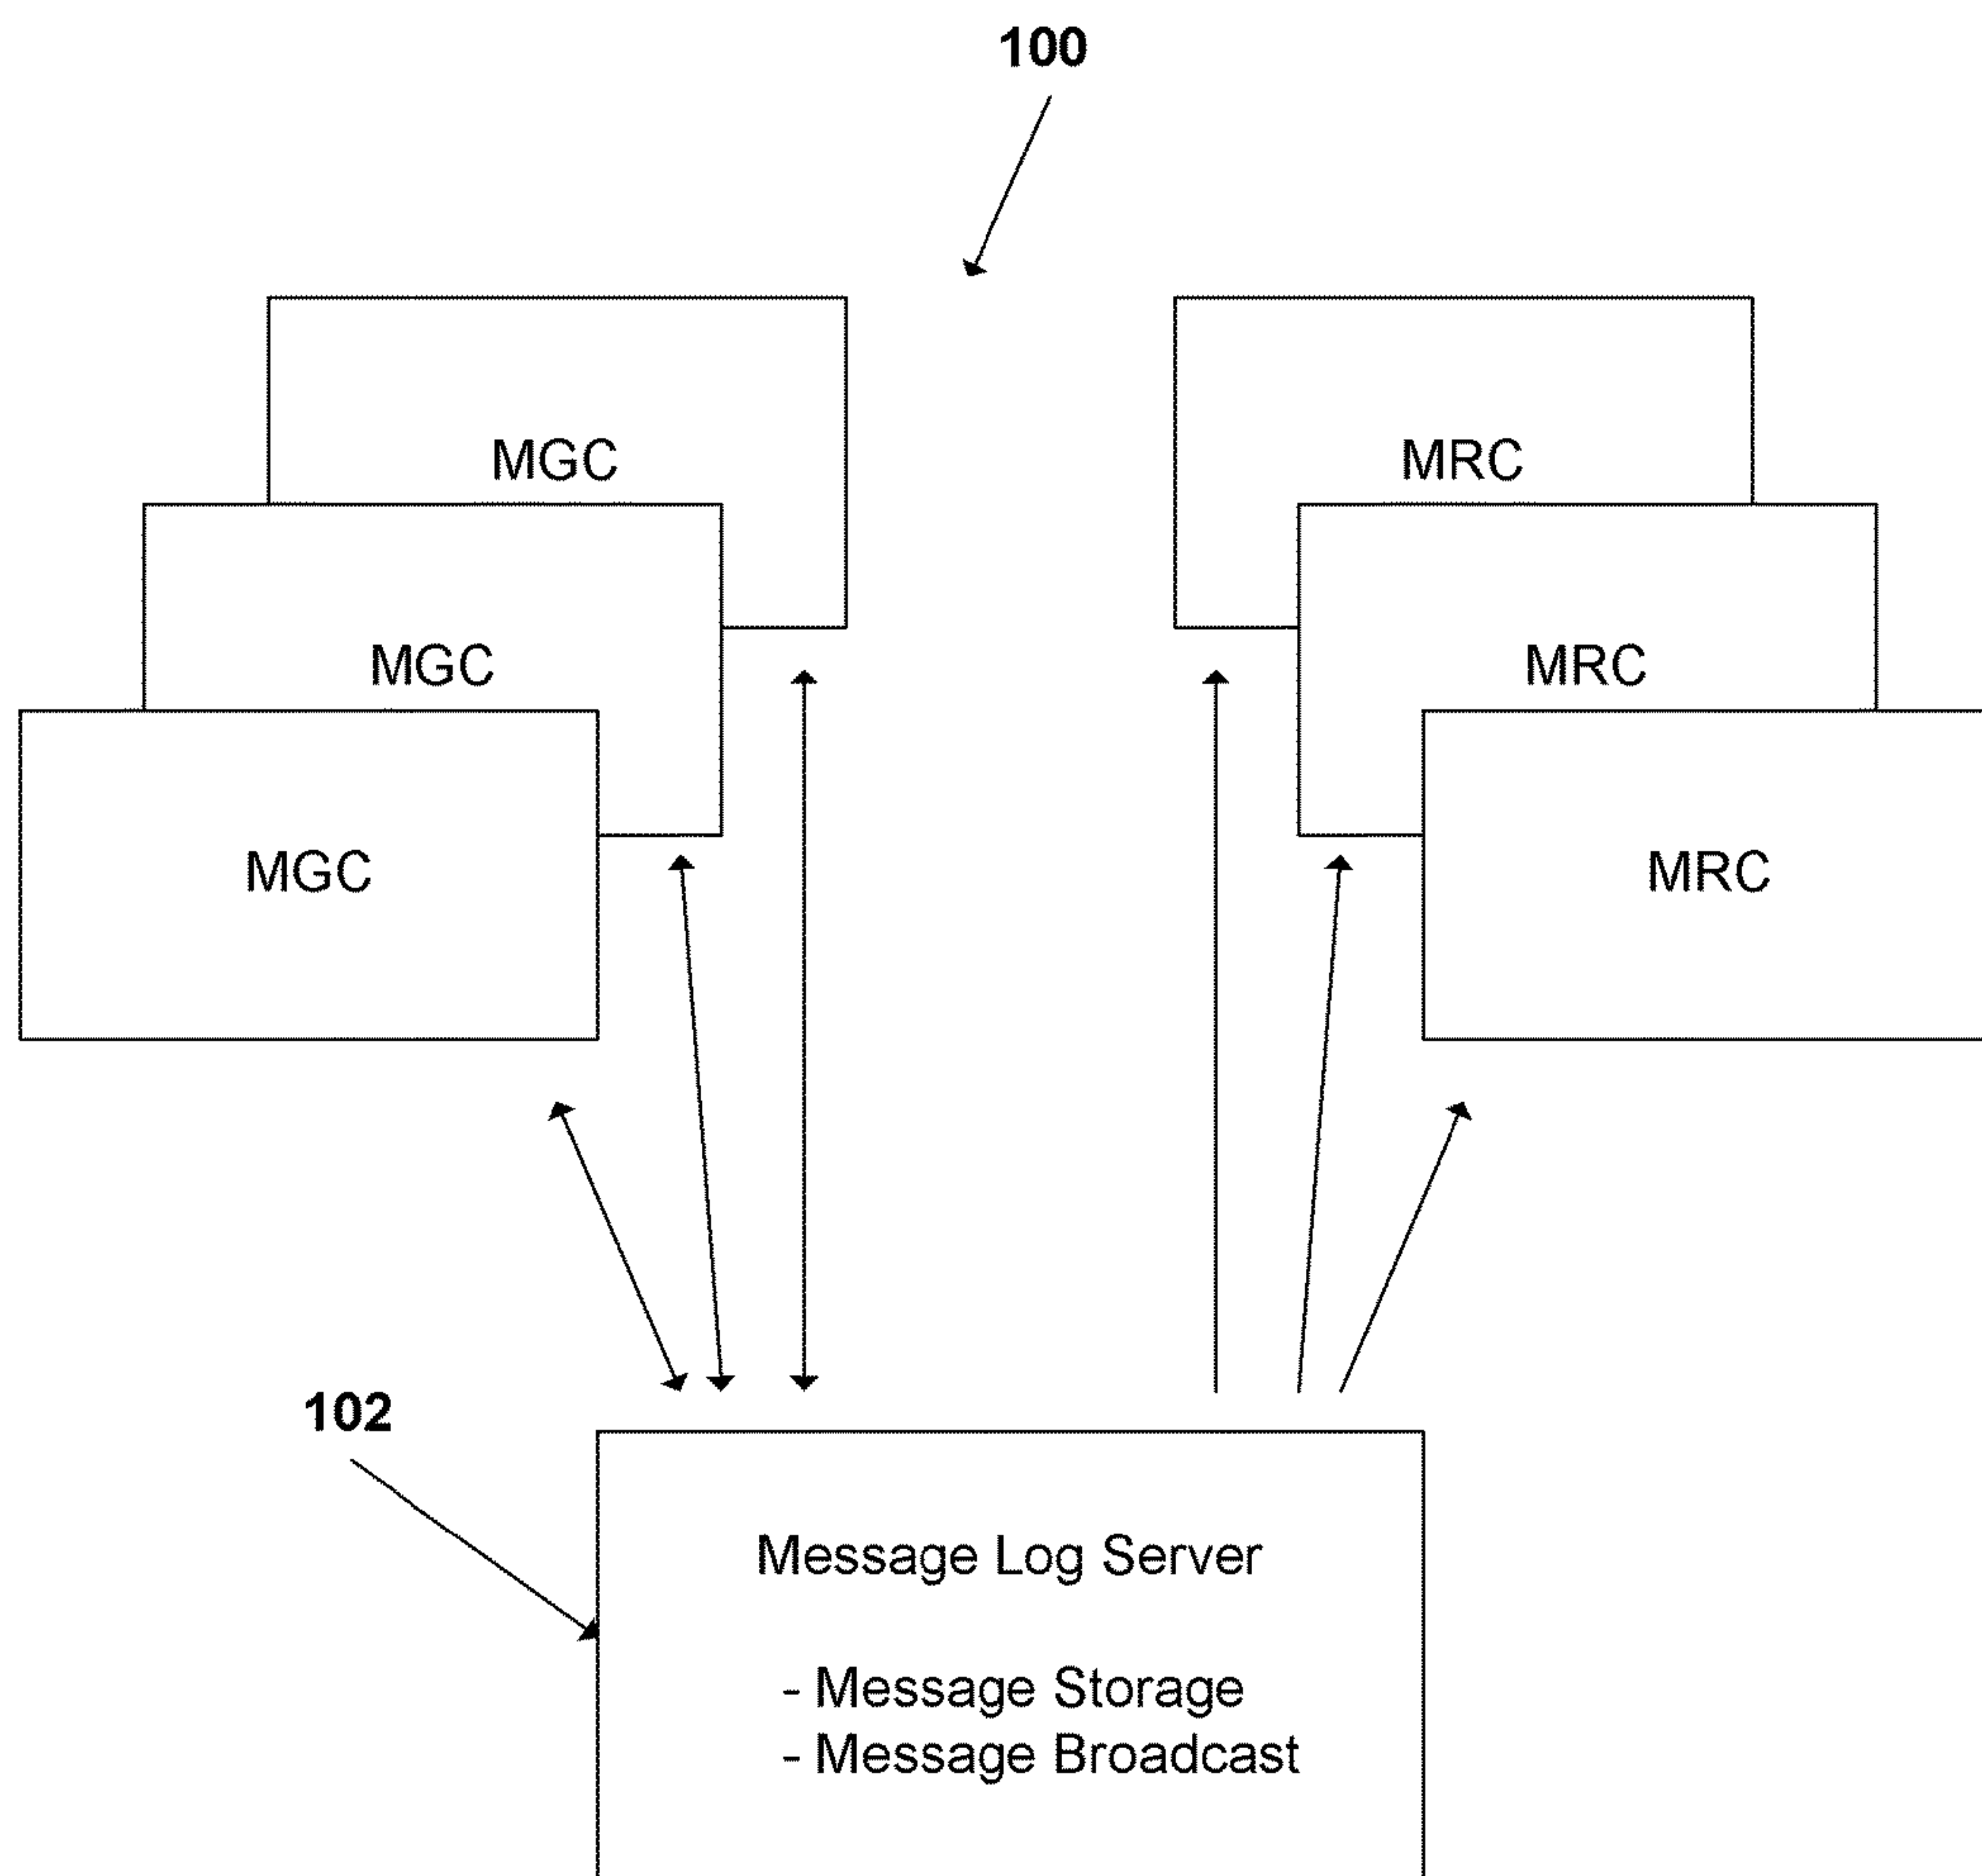 100
MGC
MRC
MGC
MRC
MGC
MRC
102
Message Log Server
- Message Storage
- Message Broadcast